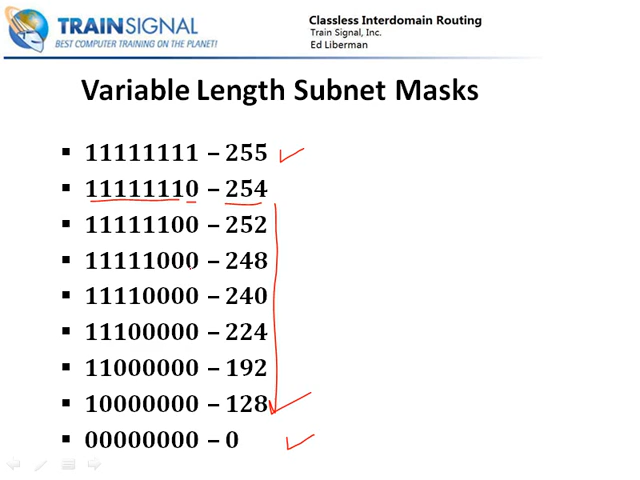 TRAINSIGNAL
BEST COMPUTER TRAINING ON THE PLANET!
Classless Interdomain Routing
Train Signal, Inc.
Ed Liberman
Variable Length Subnet Masks
▪ 11111111 – 255
▪ 11111110 – 254
▪ 11111100 – 252
▪ 11111000 – 248
▪ 11110000 – 240
▪ 11100000 – 224
▪ 11000000 – 192
▪ 10000000 – 128
▪ 00000000 – 0